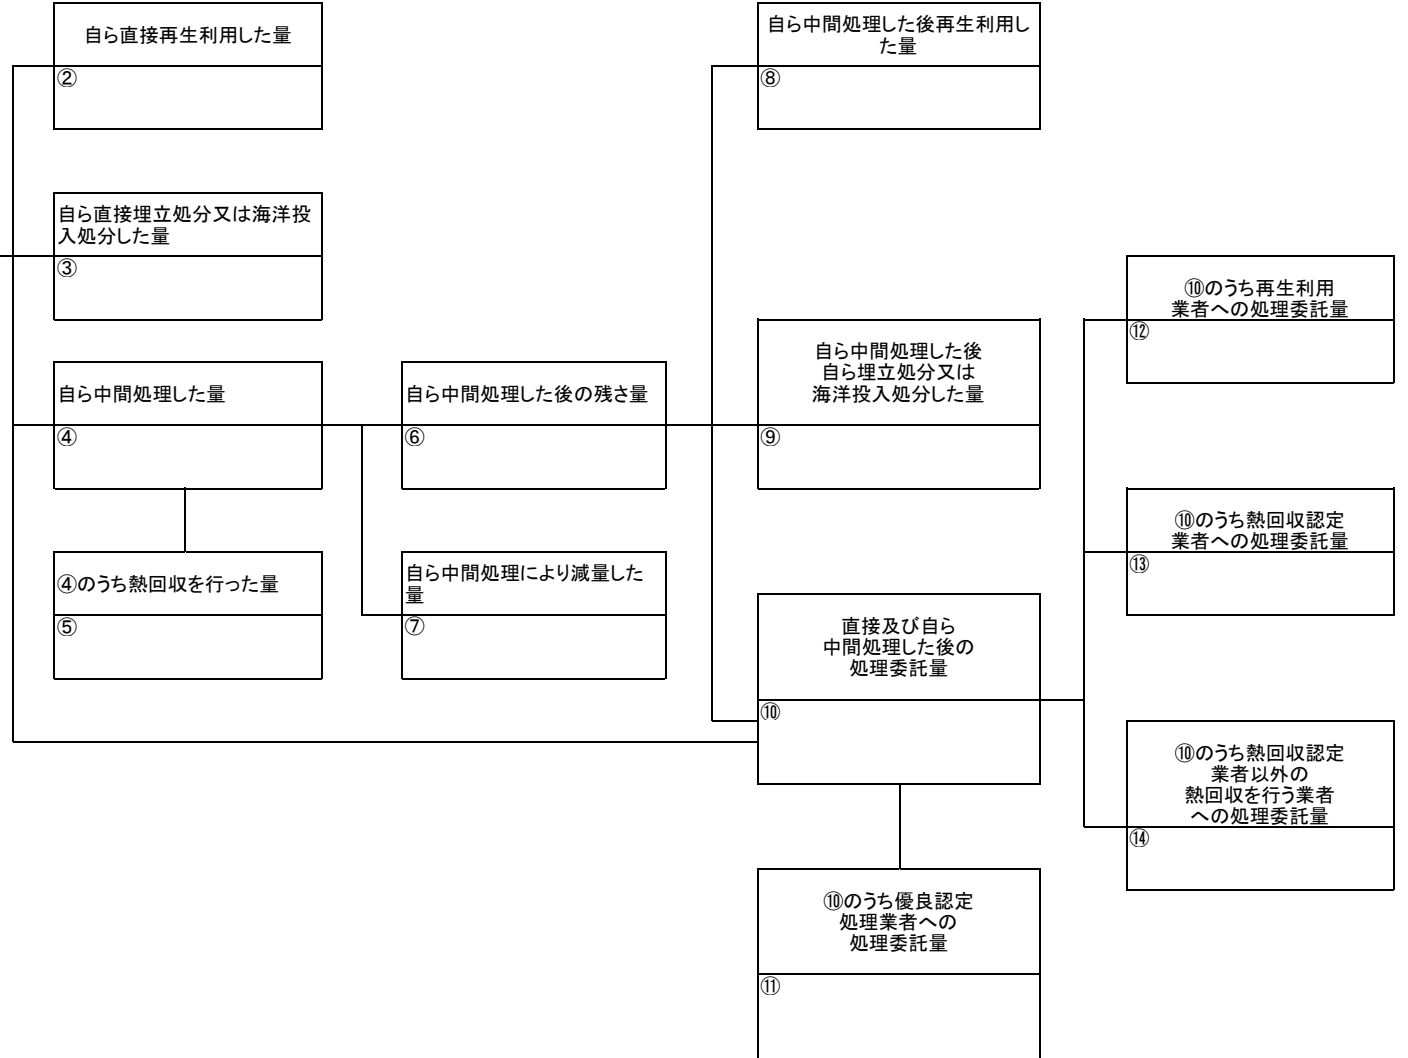 自ら直接再生利用した量
②
自ら直接埋立処分又は海洋投
入処分した量
③
自ら中間処理した量
④
④のうち熱回収を行った量
⑤
自ら中間処理した後の残さ量
⑥
自ら中間処理により減量した
量
⑦
自ら中間処理した後再生利用し
た量
⑧
自ら中間処理した後
自ら埋立処分又は
海洋投入処分した量
⑨
直接及び自ら
中間処理した後の
処理委託量
⑩
⑩のうち優良認定
処理業者への
処理委託量
⑪
⑩のうち再生利用
業者への処理委託量
⑫
⑩のうち熱回収認定
業者への処理委託量
⑬
⑩のうち熱回収認定
業者以外の
熱回収を行う業者
への処理委託量
⑭